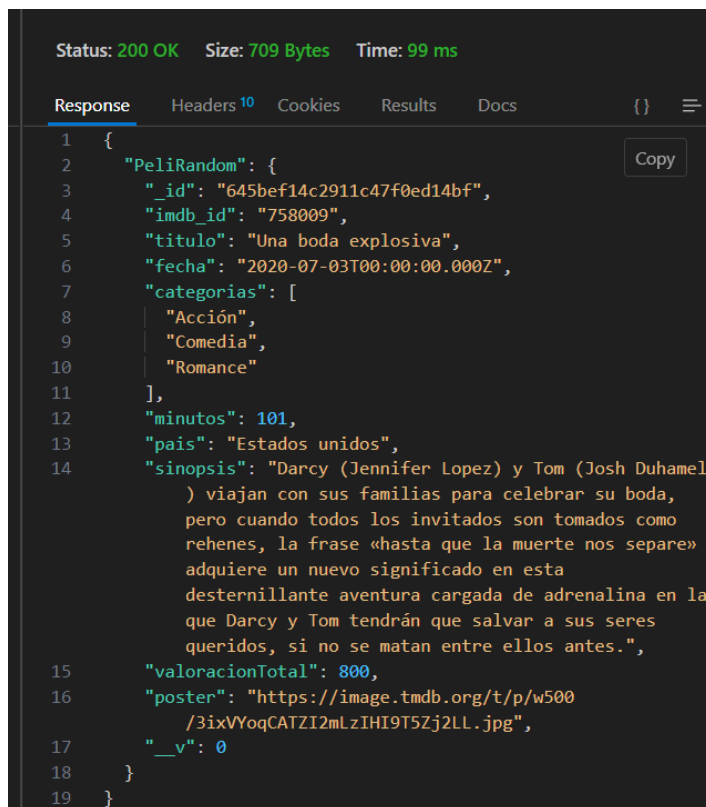 Status: 200 OK Size: 709 Bytes Time: 99 ms
Response Headers 10 Cookies Results Docs {}
Copy
1 {
2 "PeliRandom": {
3 "_id": "645bef14c2911c47f0ed14bf",
4 "imdb_id": "758009",
5 "titulo": "Una boda explosiva",
6 "fecha": "2020-07-03T00:00:00.000Z",
7 "categorias": [
8 "Acción",
9 "Comedia",
10 "Romance"
11 ],
12 "minutos": 101,
13 "pais": "Estados unidos",
14 "sinopsis": "Darcy (Jennifer Lopez) y Tom (Josh Duhamel
) viajan con sus familias para celebrar su boda,
pero cuando todos los invitados son tomados como
rehenes, la frase «hasta que la muerte nos separe»
adquiere un nuevo significado en esta
desternillante aventura cargada de adrenalina en la
que Darcy y Tom tendrán que salvar a sus seres
queridos, si no se matan entre ellos antes.",
15 "valoracionTotal": 800,
16 "poster": "https://image.tmdb.org/t/p/w500
/3ixVYoqCATZI2mLzIHI9T5Zj2LL.jpg",
17 "__v": 0
18 }
19 }